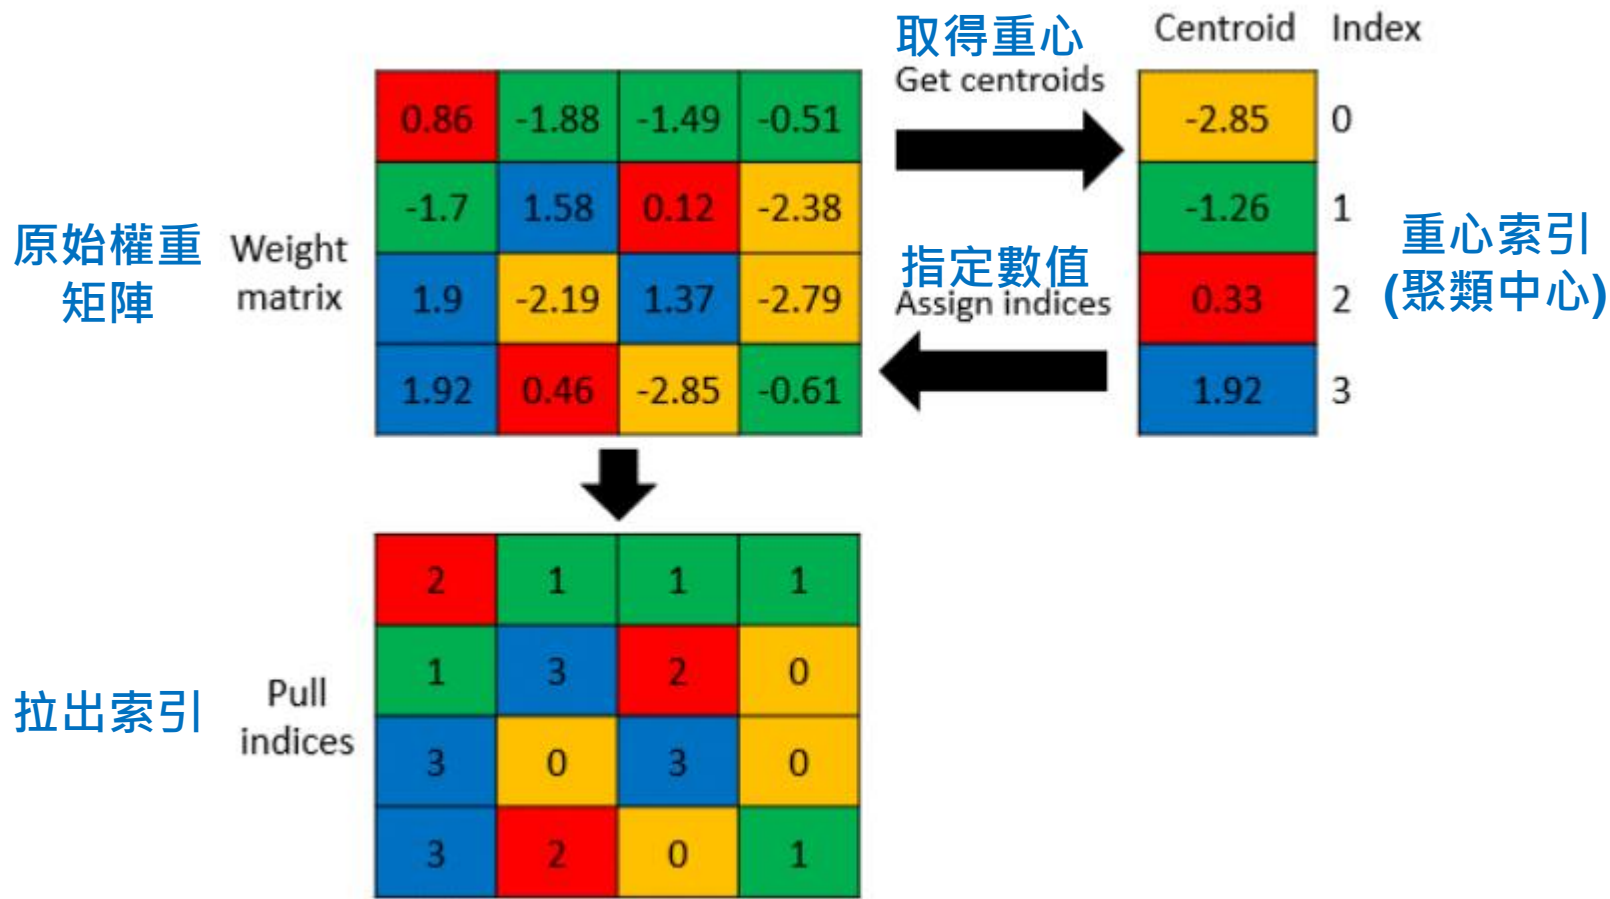 取得重心
Get centroids
Centroid Index
0.86 -1.88 -1.49 -0.51
-1.7 1.58 0.12 -2.38
1.9 -2.19 1.37 -2.79
1.92 0.46 -2.85 -0.61
原始權重
矩陣
Weight
matrix
指定數值
Assign indices
-2.85 0
-1.26 1
0.33 2
1.92 3
重心索引
(聚類中心)
拉出索引
Pull
indices
2 1 1 1
1 3 2 0
3 0 3 0
3 2 0 1